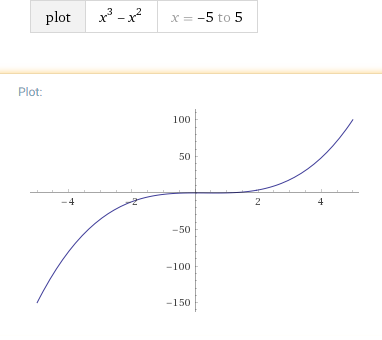 plot x³ – x² x = –5 to 5
Plot:
100
50
–4 –2 2 4
–50
–100
–150